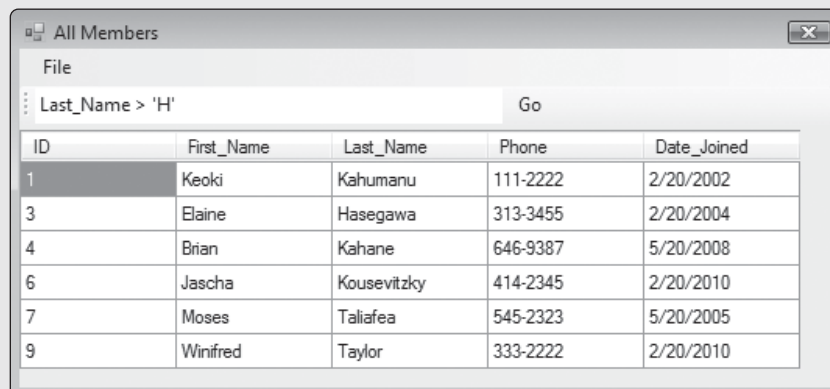 All Members
File
Last_Name > 'H' Go
ID First_Name Last_Name Phone Date_Joined
1 Keoki Kahumanu 111-2222 2/20/2002
3 Elaine Hasegawa 313-3455 2/20/2004
4 Brian Kahane 646-9387 5/20/2008
6 Jascha Kousevitzky 414-2345 2/20/2010
7 Moses Taliafea 545-2323 5/20/2005
9 Winifred Taylor 333-2222 2/20/2010